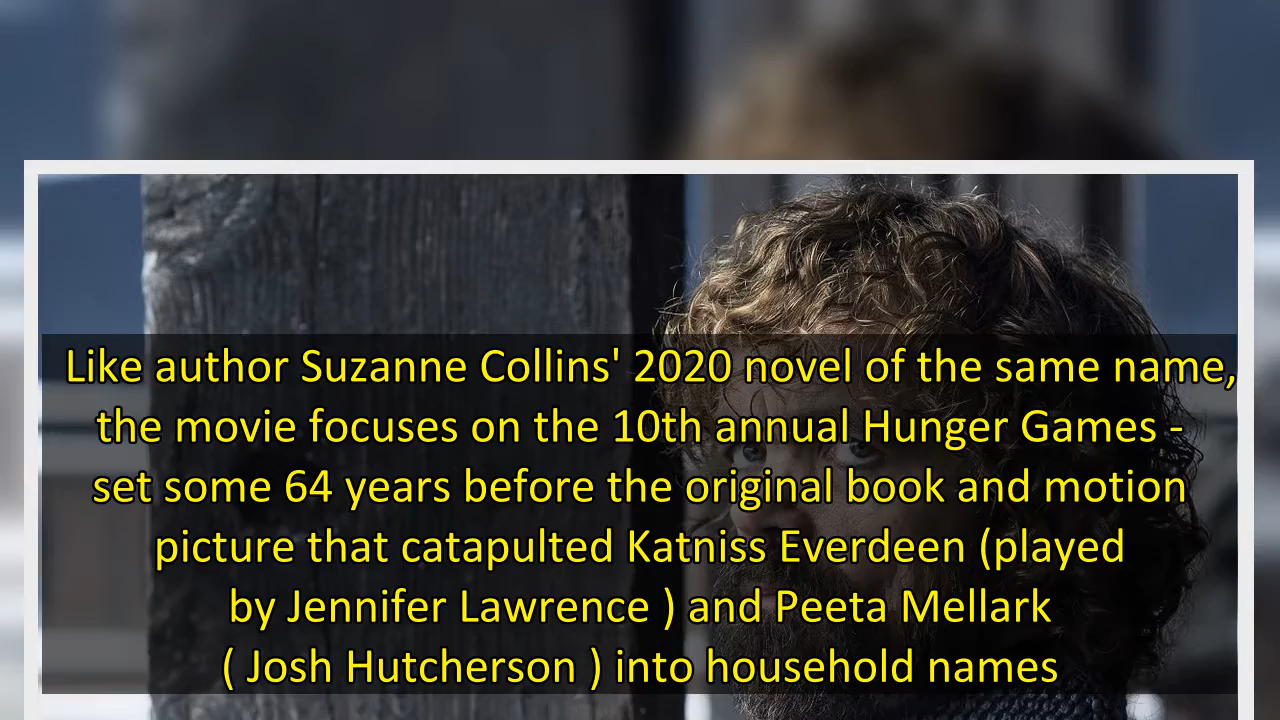 Like author Suzanne Collins' 2020 novel of the same name,
the movie focuses on the 10th annual Hunger Games -
set some 64 years before the original book and motion
picture that catapulted Katniss Everdeen (played
by Jennifer Lawrence ) and Peeta Mellark
( Josh Hutcherson ) into household names